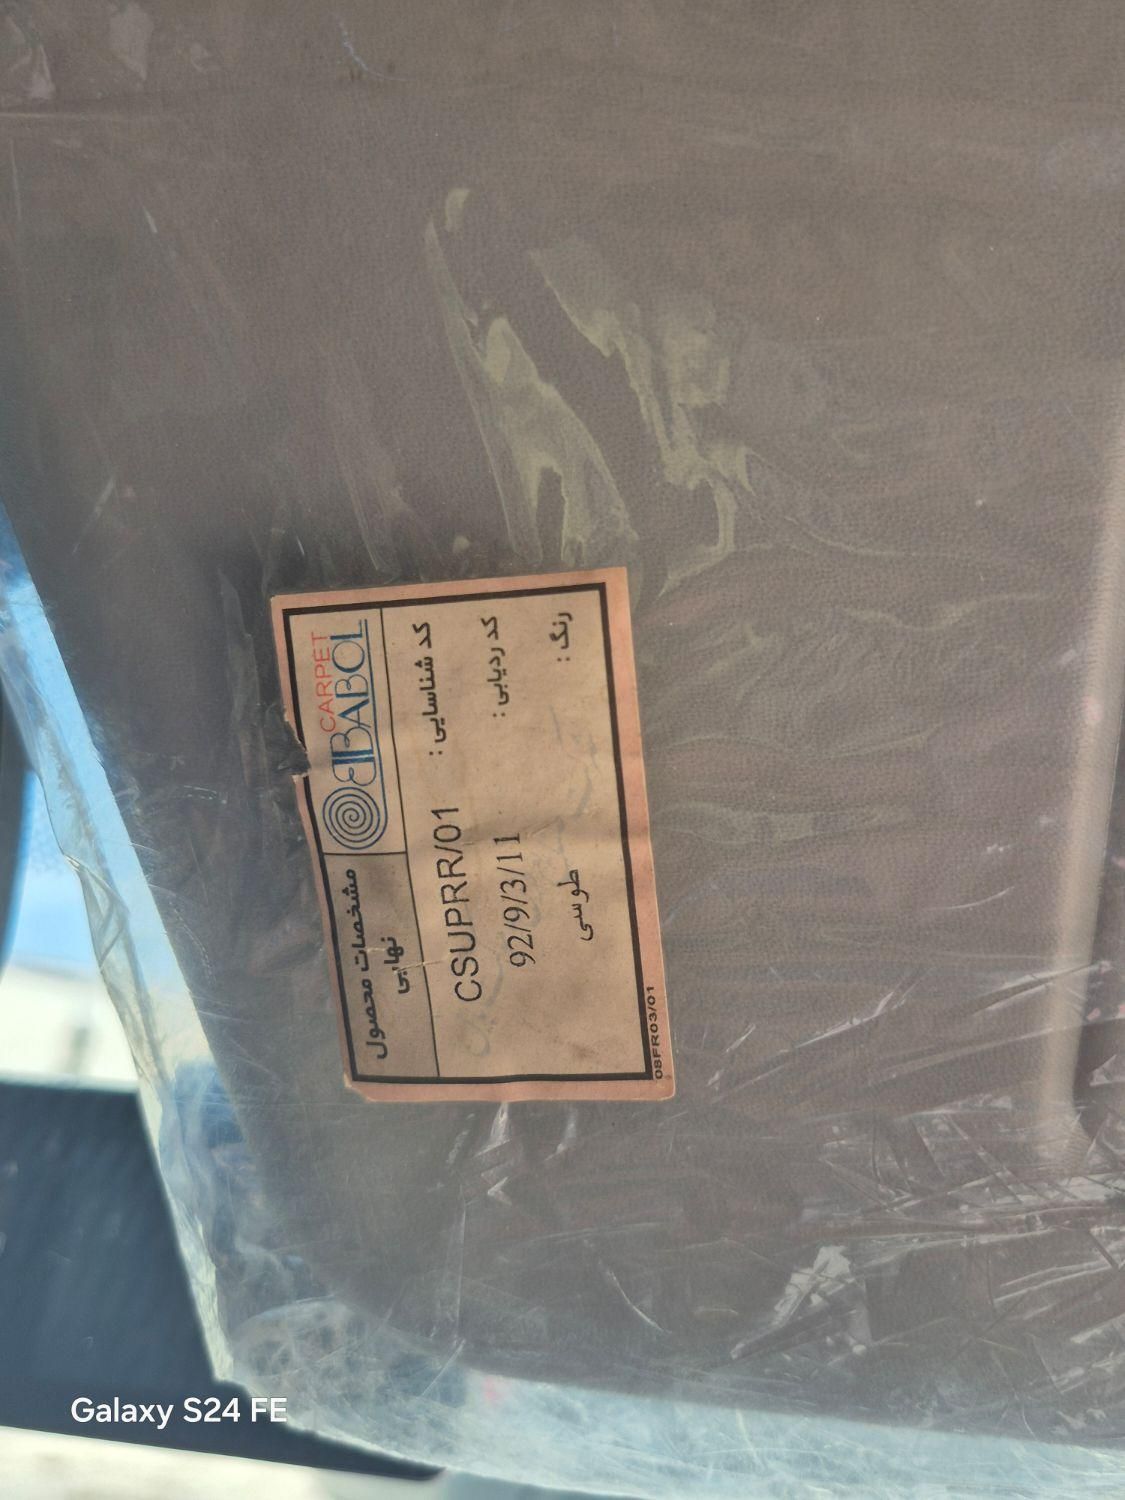 CARPET
BABOL
مشخصات محصول
نهایی
کد شناسایی : CSUPRR/01
کد ردیابی : 92/9/3/11
رنگ : طوسی
08FR03/01
Galaxy S24 FE